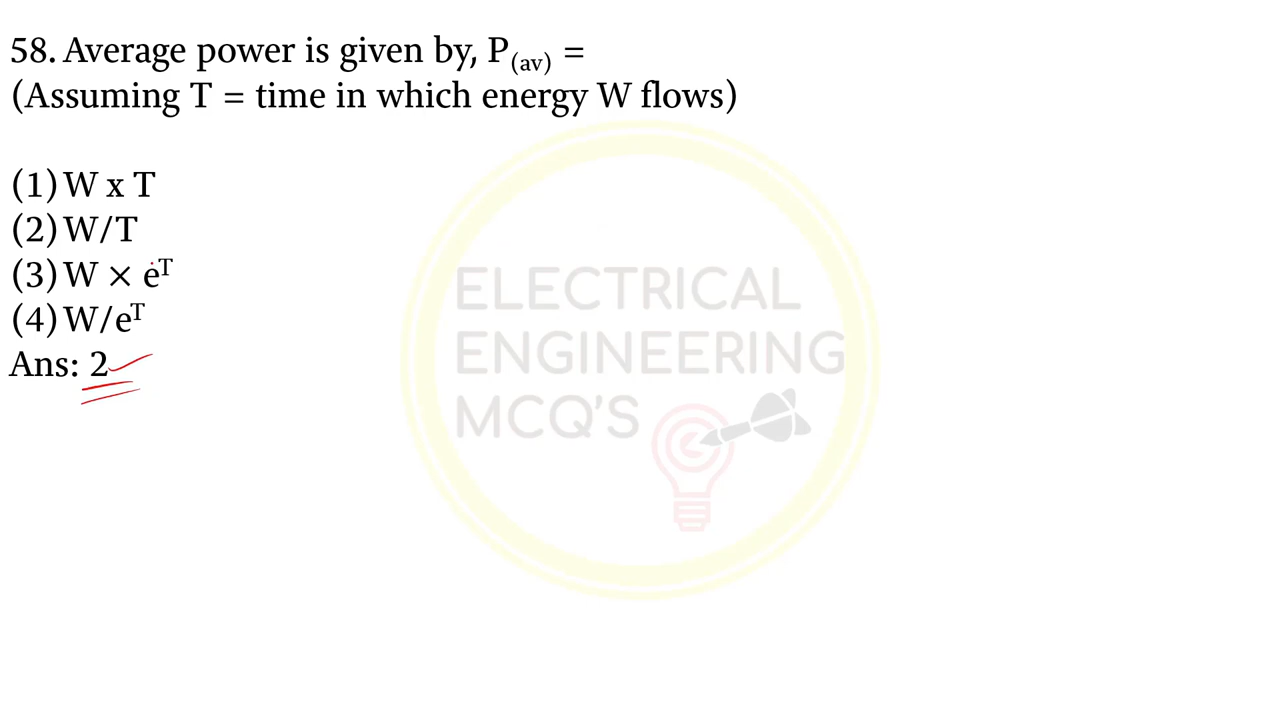 58. Average power is given by, P(av) =
(Assuming T = time in which energy W flows)
(1) W x T
(2) W/T
(3) W × eᵀ
(4) W/eᵀ
Ans: 2
ELECTRICAL
ENGINEERING
MCQ'S